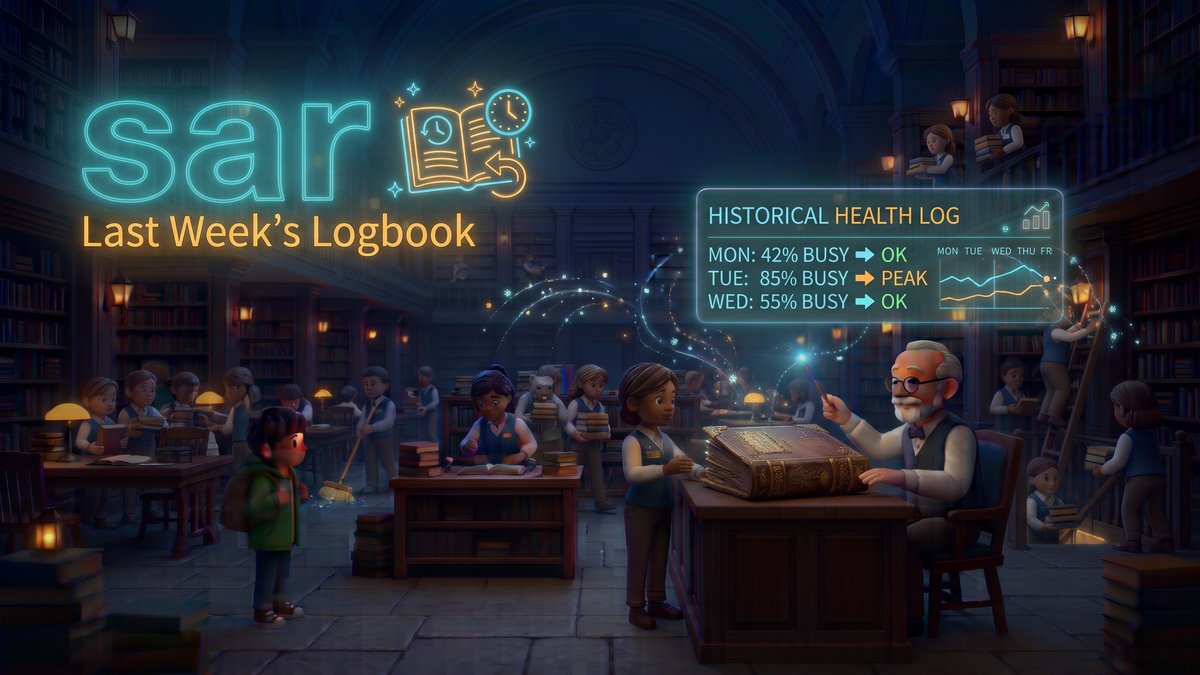 sar
Last Week's Logbook
HISTORICAL HEALTH LOG
MON: 42% BUSY ➡ OK
TUE: 85% BUSY ➡ PEAK
WED: 55% BUSY ➡ OK
MON TUE WED THU FR